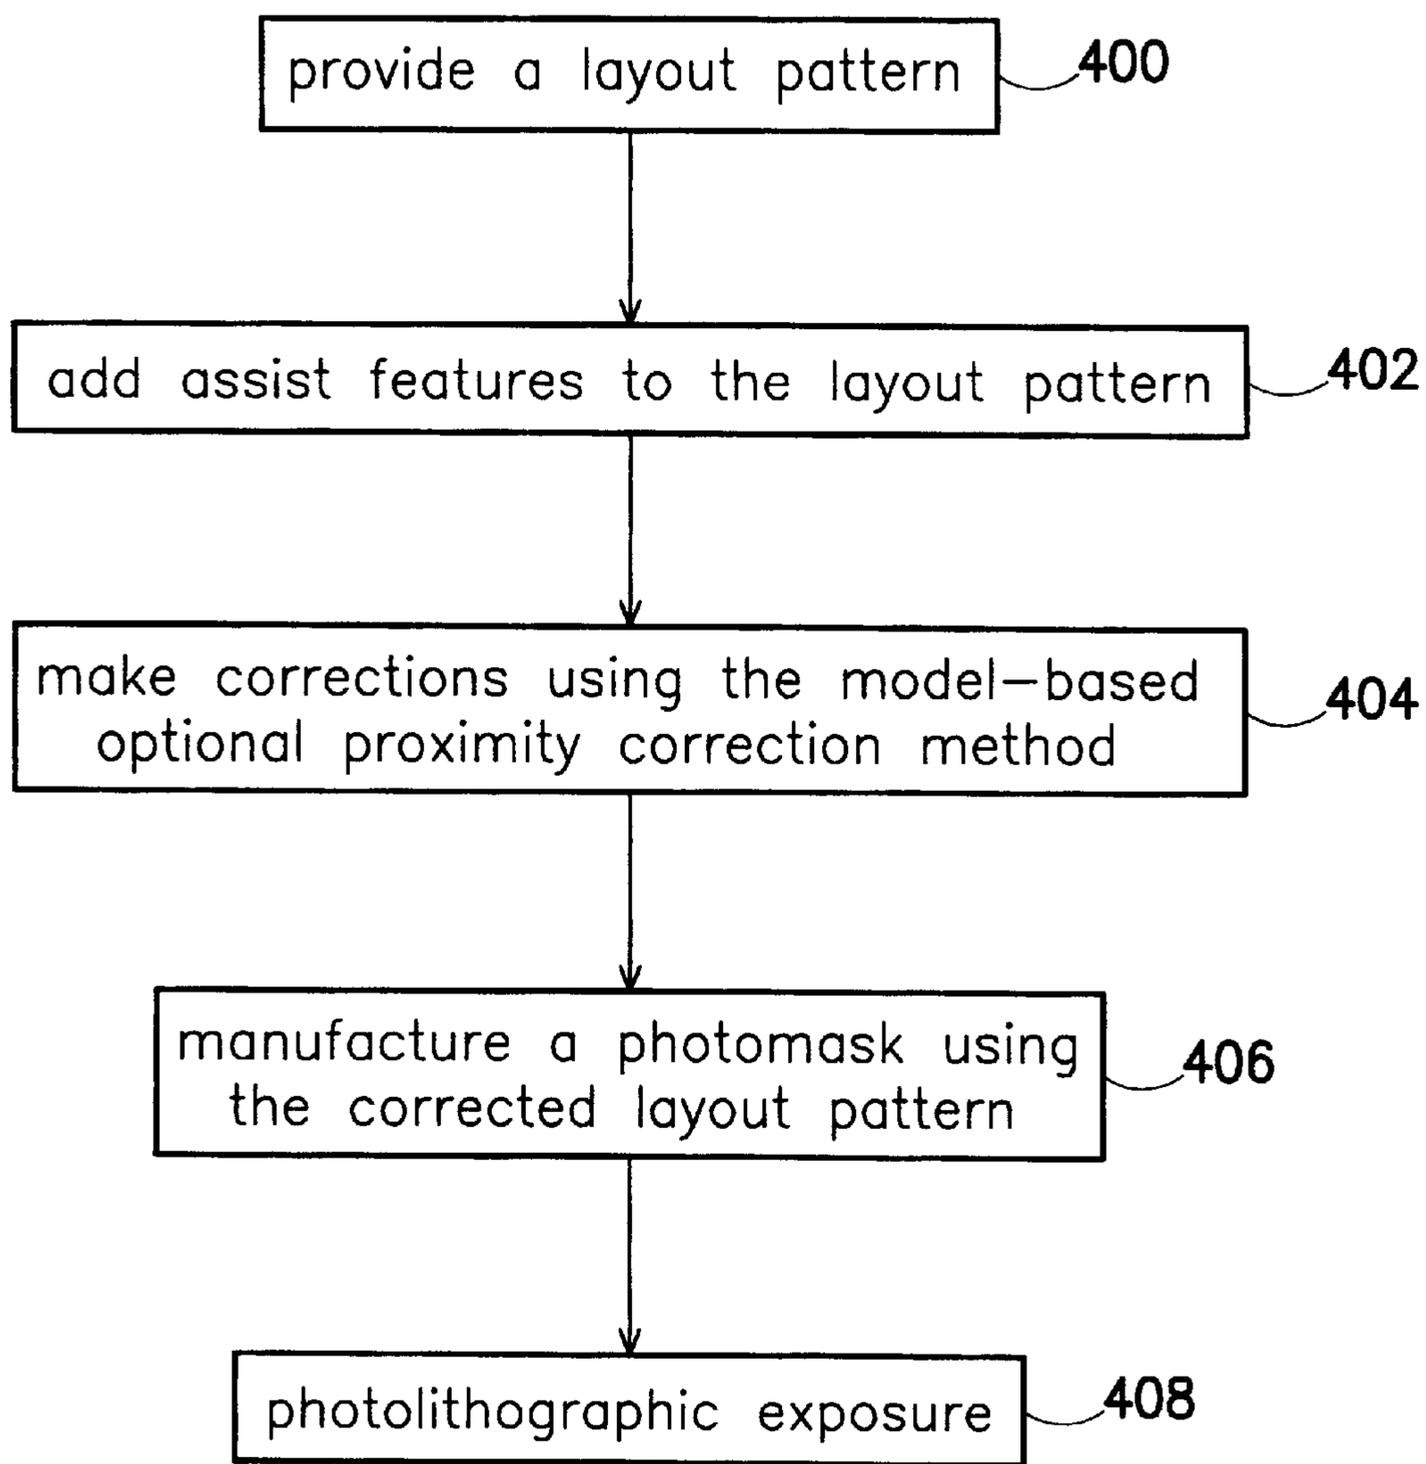 provide a layout pattern 400
add assist features to the layout pattern 402
make corrections using the model-based 404
optional proximity correction method
manufacture a photomask using 406
the corrected layout pattern
photolithographic exposure 408